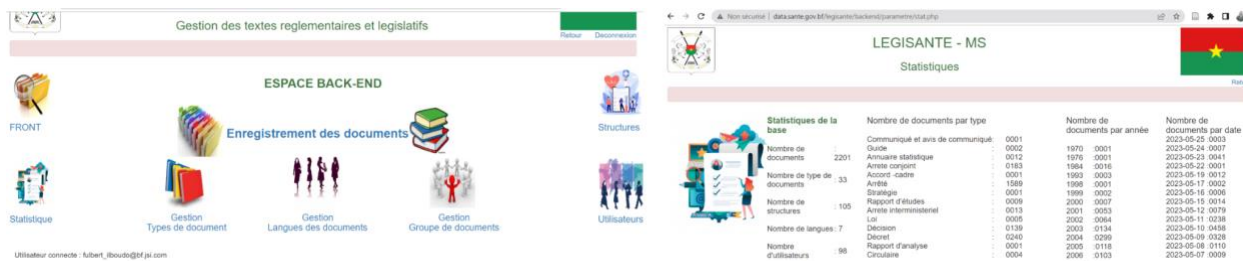 Gestion des textes reglementaires et legislatifs
Retour Deconnexion
ESPACE BACK-END
FRONT
Enregistrement des documents
Structures
Statistique
Gestion
Types de document
Gestion
Langues des documents
Gestion
Groupe de documents
Utilisateurs
Utilisateur connecte : fulbert_ilboudo@bf.jsi.com
Non sécurisé | data.sante.gov.bf/legisante/backend/parametre/stat.php
LEGISANTE - MS
Statistiques
Statistiques de la
base
Nombre de
documents : 2201
Nombre de type de
documents : 33
Nombre de
structures : 105
Nombre de langues : 7
Nombre
d'utilisateurs : 98
Nombre de documents par type
Communiqué et avis de communiqué : 0001
Guide : 0002
Annuaire statistique : 0012
Arrete conjoint : 0183
Accord -cadre : 0001
Arrêté : 1589
Stratégie : 0001
Rapport d'études : 0009
Arrete interministeriel : 0013
Loi : 0005
Décision : 0139
Décret : 0240
Rapport d'analyse : 0001
Circulaire : 0004
Nombre de
documents par année
1970 :0001
1976 :0001
1984 :0016
1993 :0003
1998 :0001
1999 :0002
2000 :0007
2001 :0053
2002 :0064
2003 :0134
2004 :0299
2005 :0118
2006 :0103
Nombre de
documents par date
2023-05-25 :0003
2023-05-24 :0007
2023-05-23 :0041
2023-05-22 :0001
2023-05-19 :0012
2023-05-17 :0002
2023-05-16 :0006
2023-05-15 :0014
2023-05-12 :0079
2023-05-11 :0238
2023-05-10 :0458
2023-05-09 :0328
2023-05-08 :0110
2023-05-07 :0009